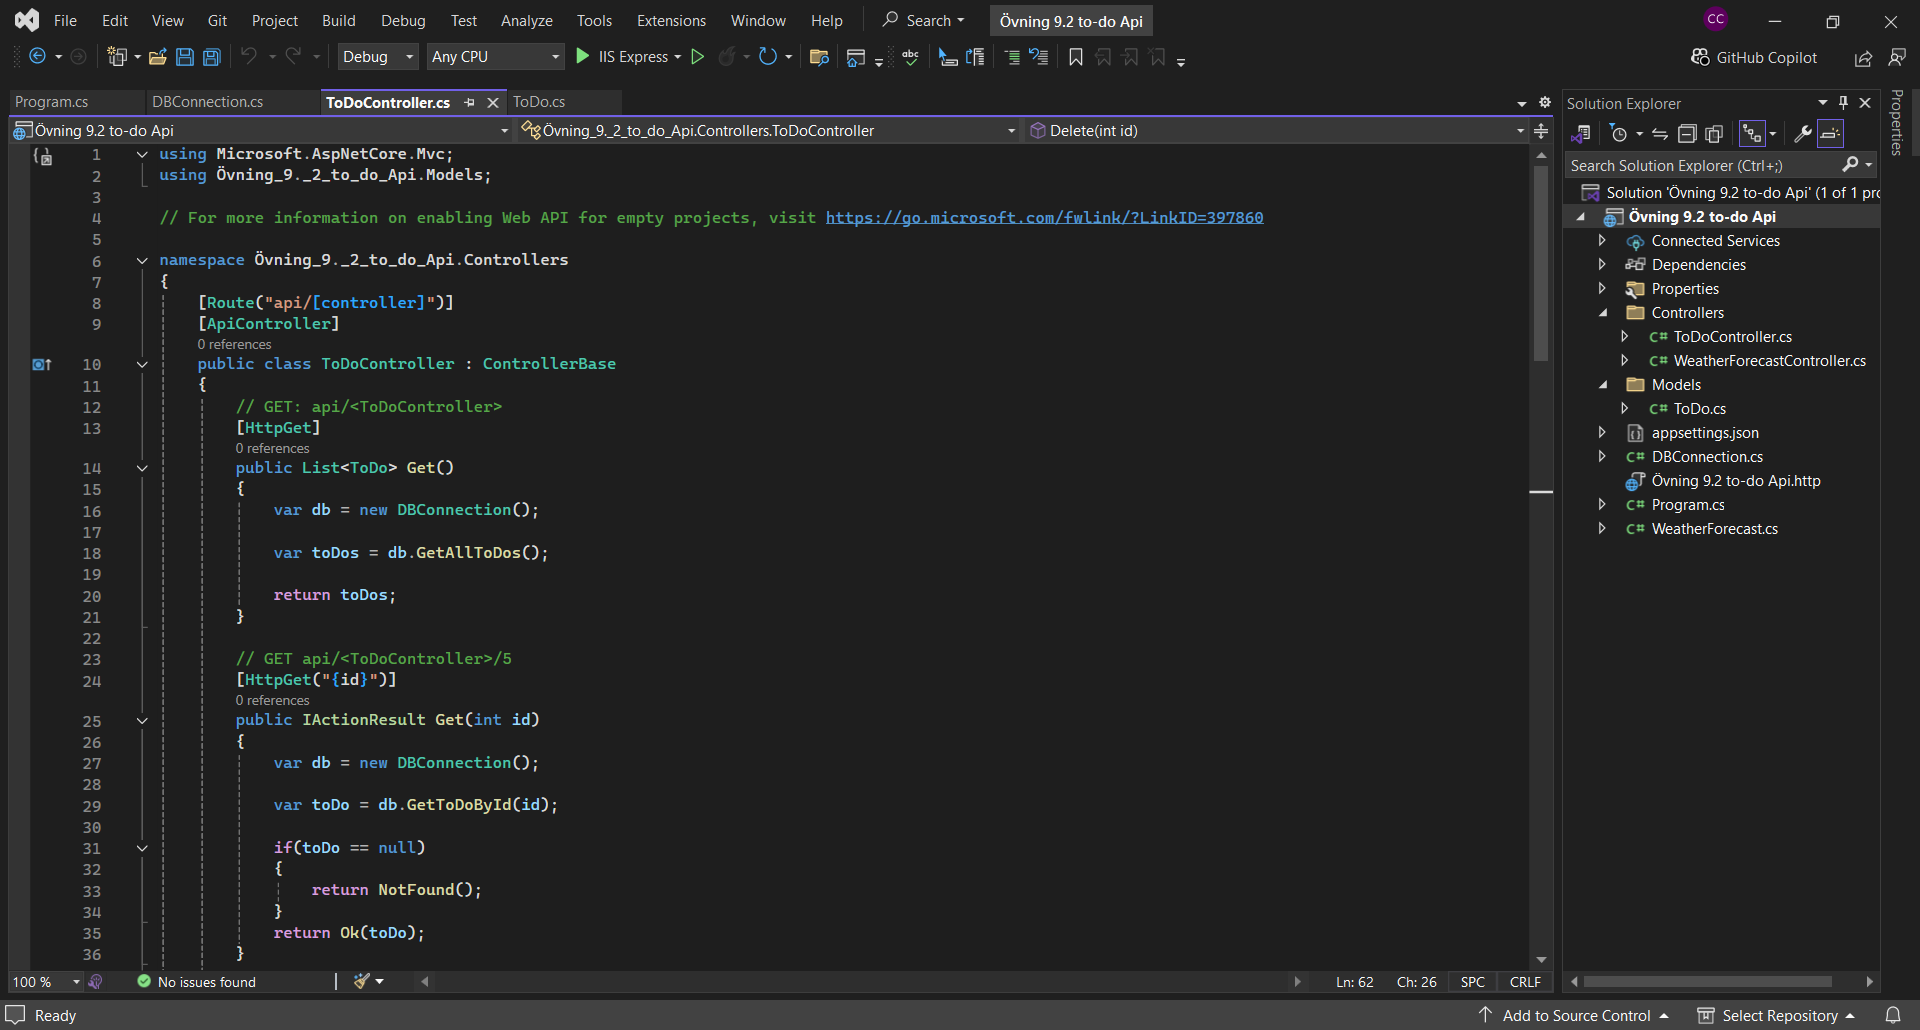 File Edit View Git Project Build Debug Test Analyze Tools Extensions Window Help Search Övning 9.2 to-do Api CC
Debug Any CPU IIS Express abc GitHub Copilot
Program.cs DBConnection.cs ToDoController.cs ToDo.cs
Övning 9.2 to-do Api Övning_9._2_to_do_Api.Controllers.ToDoController Delete(int id)
1 using Microsoft.AspNetCore.Mvc;
2 using Övning_9._2_to_do_Api.Models;
3
4 // For more information on enabling Web API for empty projects, visit https://go.microsoft.com/fwlink/?LinkID=397860
5
6 namespace Övning_9._2_to_do_Api.Controllers
7 {
8 [Route("api/[controller]")]
9 [ApiController]
0 references
10 public class ToDoController : ControllerBase
11 {
12 // GET: api/<ToDoController>
13 [HttpGet]
0 references
14 public List<ToDo> Get()
15 {
16 var db = new DBConnection();
17
18 var toDos = db.GetAllToDos();
19
20 return toDos;
21 }
22
23 // GET api/<ToDoController>/5
24 [HttpGet("{id}")]
0 references
25 public IActionResult Get(int id)
26 {
27 var db = new DBConnection();
28
29 var toDo = db.GetToDoById(id);
30
31 if(toDo == null)
32 {
33 return NotFound();
34 }
35 return Ok(toDo);
36 }
100 % No issues found Ln: 62 Ch: 26 SPC CRLF
Solution Explorer
Search Solution Explorer (Ctrl+;)
Solution 'Övning 9.2 to-do Api' (1 of 1 pro
Övning 9.2 to-do Api
Connected Services
Dependencies
Properties
Controllers
C# ToDoController.cs
C# WeatherForecastController.cs
Models
C# ToDo.cs
appsettings.json
C# DBConnection.cs
Övning 9.2 to-do Api.http
C# Program.cs
C# WeatherForecast.cs
Properties
Ready Add to Source Control Select Repository